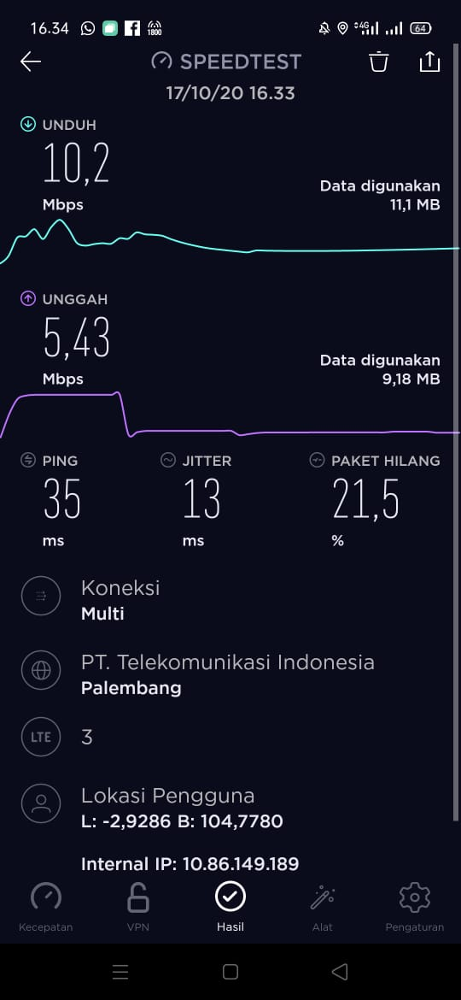 16.34
1800
4G
64
SPEEDTEST
17/10/20 16.33
UNDUH
10,2
Mbps
Data digunakan
11,1 MB
UNGGAH
5,43
Mbps
Data digunakan
9,18 MB
PING JITTER PAKET HILANG
35 13 21,5
ms ms %
Koneksi
Multi
PT. Telekomunikasi Indonesia
Palembang
LTE 3
Lokasi Pengguna
L: -2,9286 B: 104,7780
Internal IP: 10.86.149.189
Kecepatan VPN Hasil Alat Pengaturan